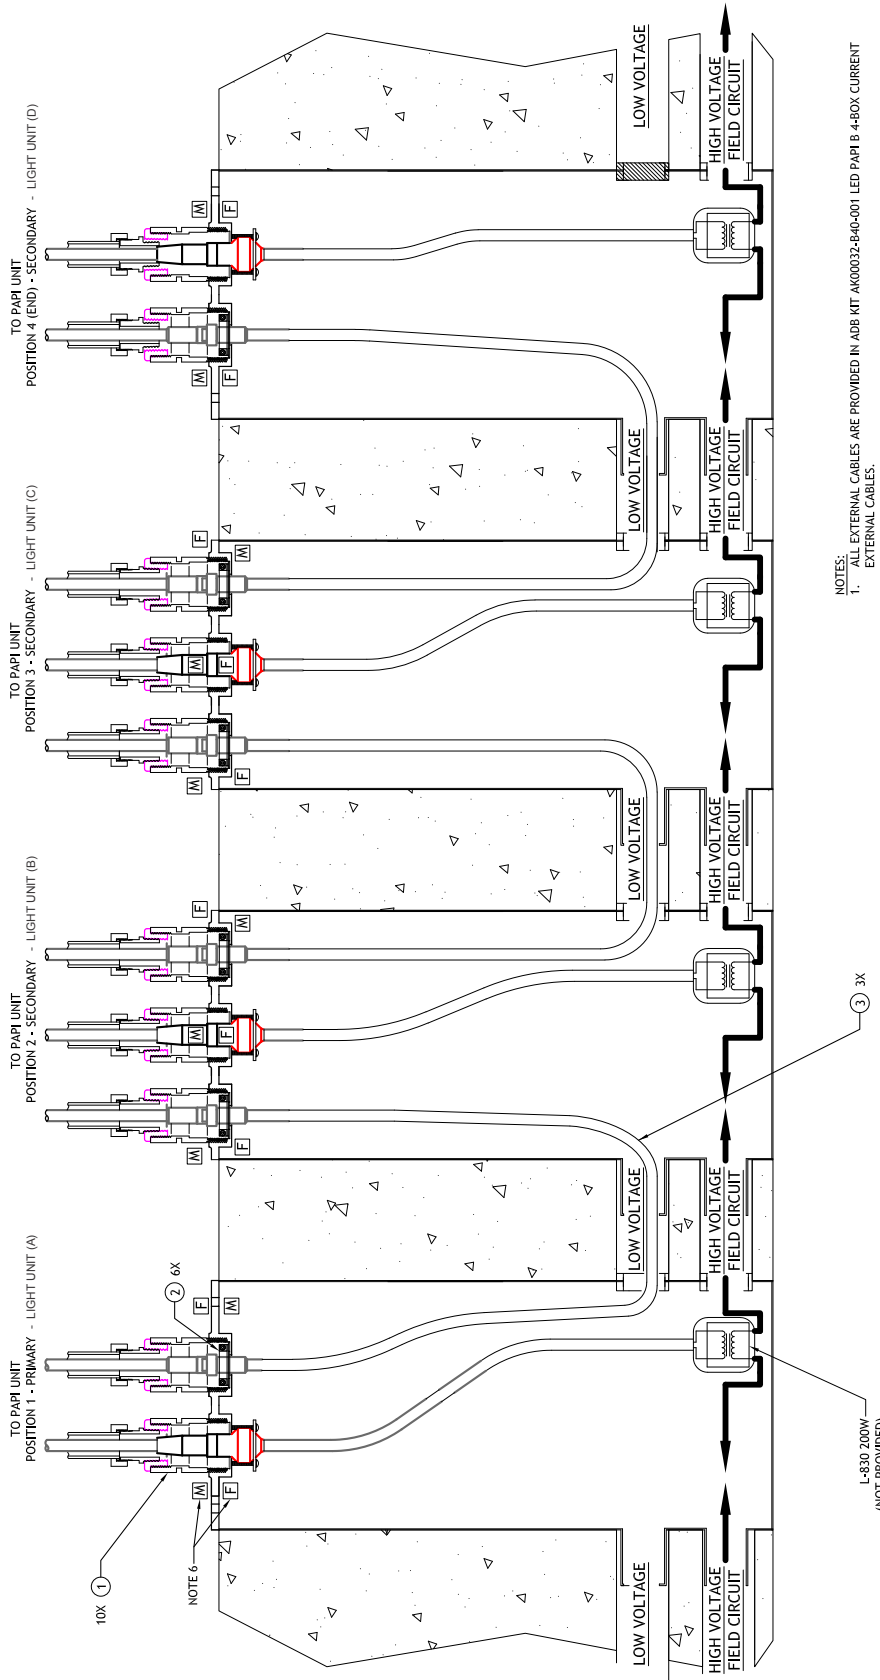 TO PAPI UNIT
POSITION 1 - PRIMARY - LIGHT UNIT (A)
TO PAPI UNIT
POSITION 2 - SECONDARY - LIGHT UNIT (B)
TO PAPI UNIT
POSITION 3 - SECONDARY - LIGHT UNIT (C)
TO PAPI UNIT
POSITION 4 (END) - SECONDARY - LIGHT UNIT (D)
10X 1
NOTE 6
M
F
2 6X
F
M
M
F
M
F
F
M
M
F
M
F
F
M
M
F
M
F
LOW VOLTAGE
LOW VOLTAGE
LOW VOLTAGE
LOW VOLTAGE
LOW VOLTAGE
HIGH VOLTAGE
FIELD CIRCUIT
HIGH VOLTAGE
FIELD CIRCUIT
HIGH VOLTAGE
FIELD CIRCUIT
HIGH VOLTAGE
FIELD CIRCUIT
HIGH VOLTAGE
FIELD CIRCUIT
3 3X
L-830 200W
(NOT PROVIDED)
NOTES:
1. ALL EXTERNAL CABLES ARE PROVIDED IN ADB KIT AK00032-B40-001 LED PAPI B 4-BOX CURRENT
EXTERNAL CABLES.